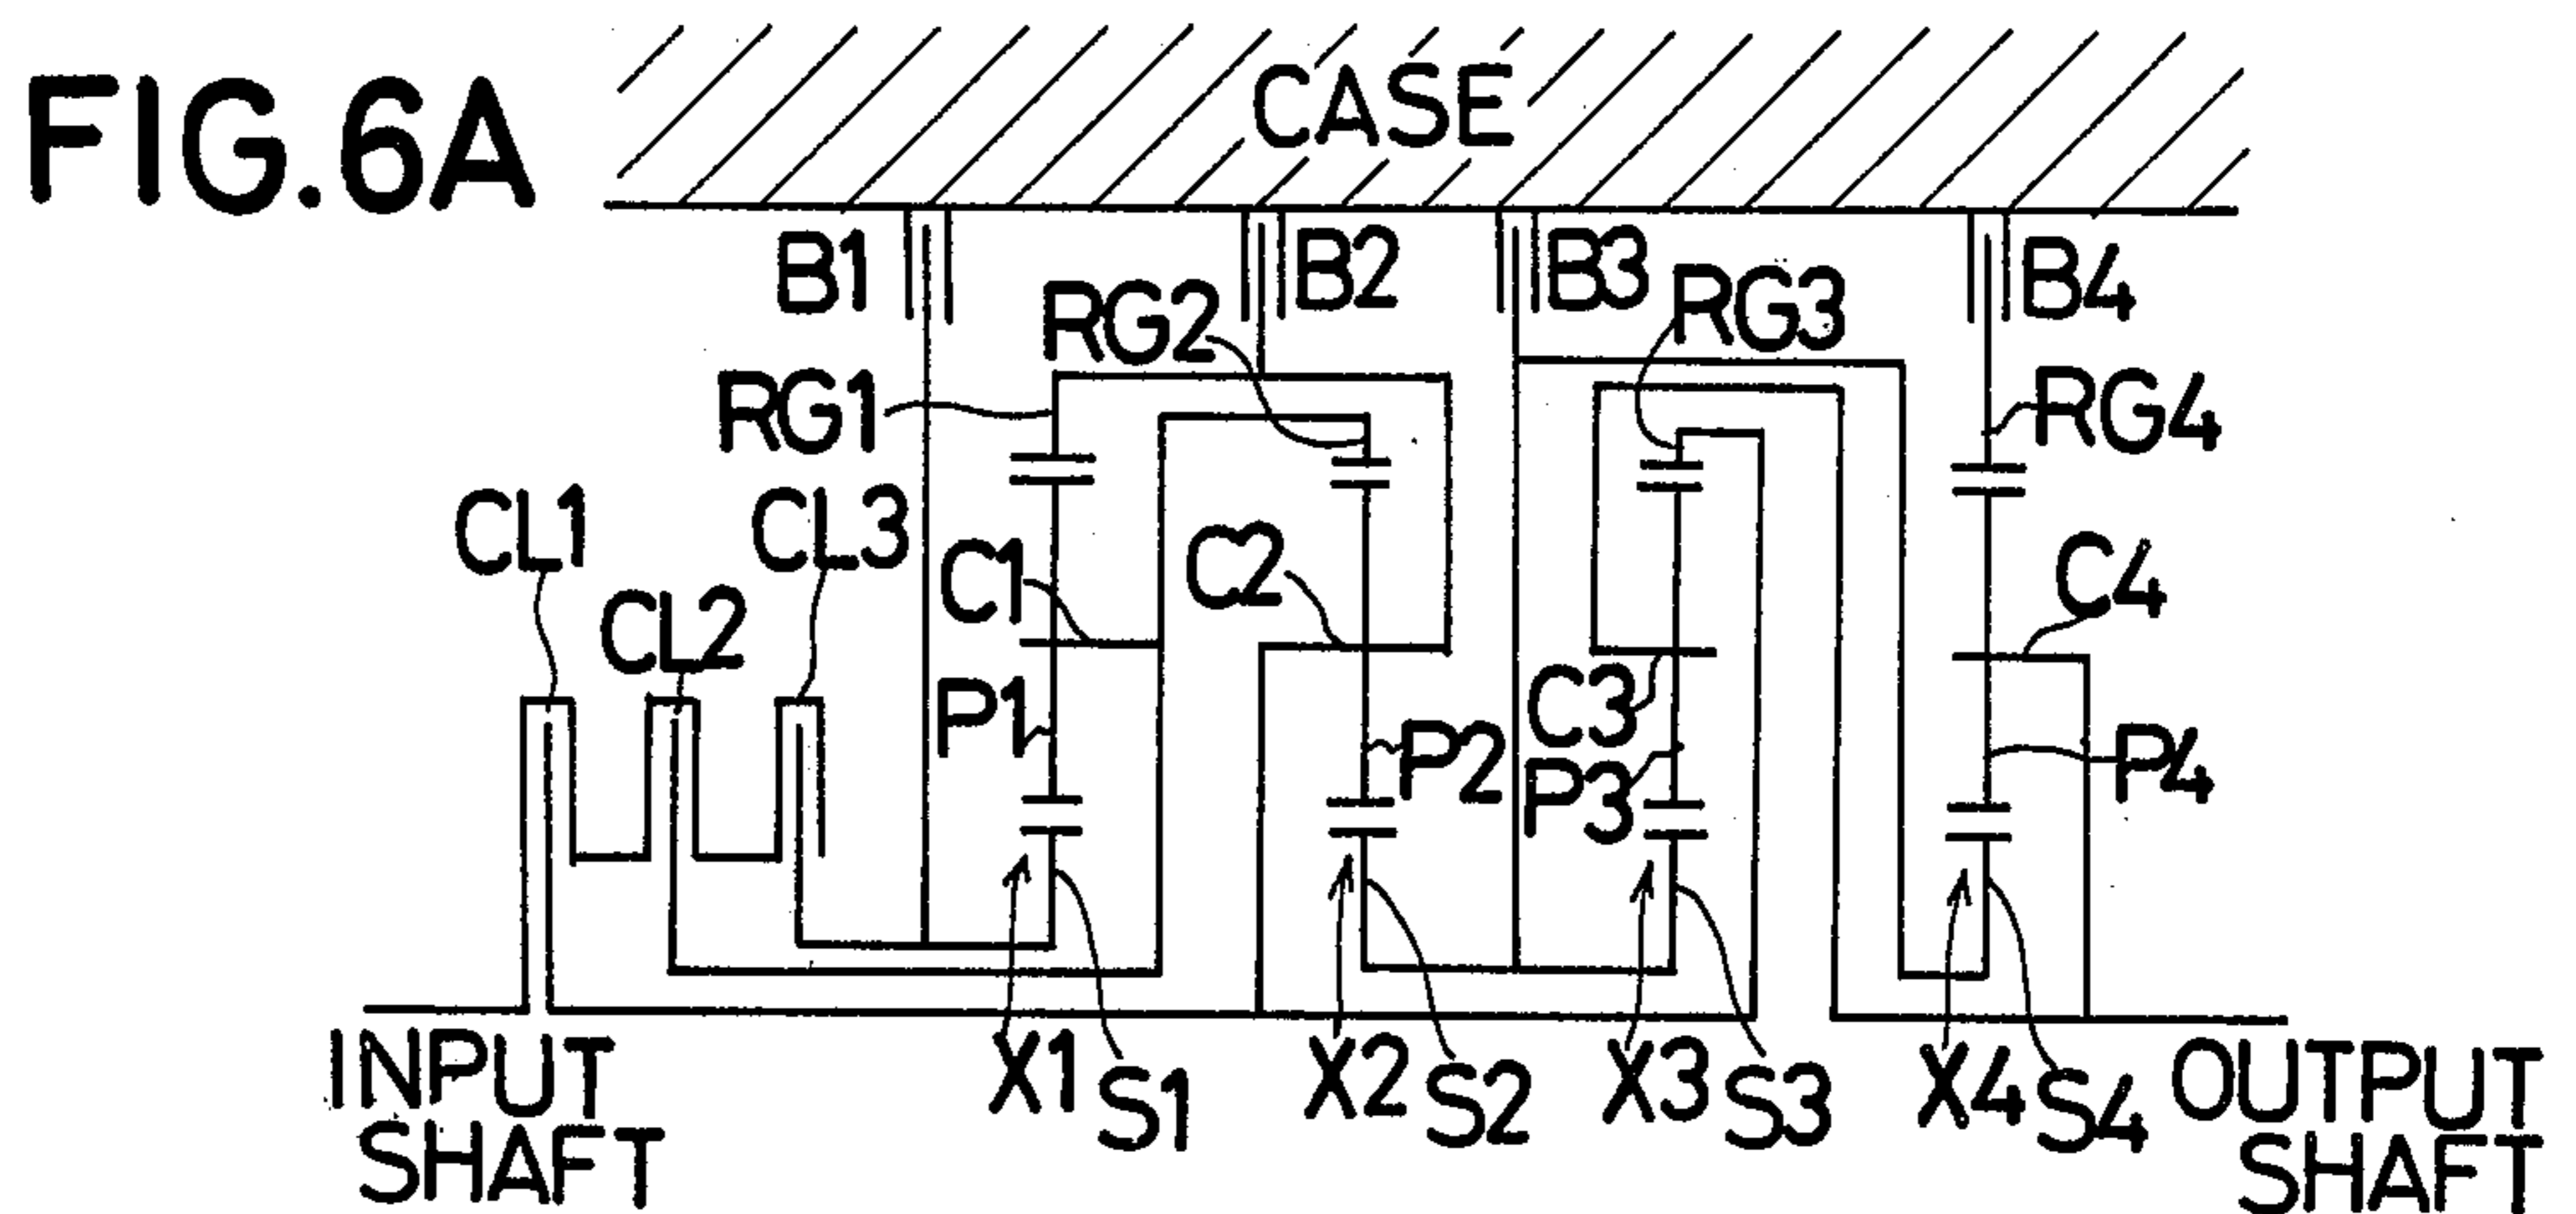 FIG.6A
CASE
B1
B2
B3
B4
RG1
RG2
RG3
RG4
CL1
CL2
CL3
C1
C2
C3
C4
P1
P2
P3
P4
INPUT
SHAFT
X1
S1
X2
S2
X3
S3
X4
S4
OUTPUT
SHAFT